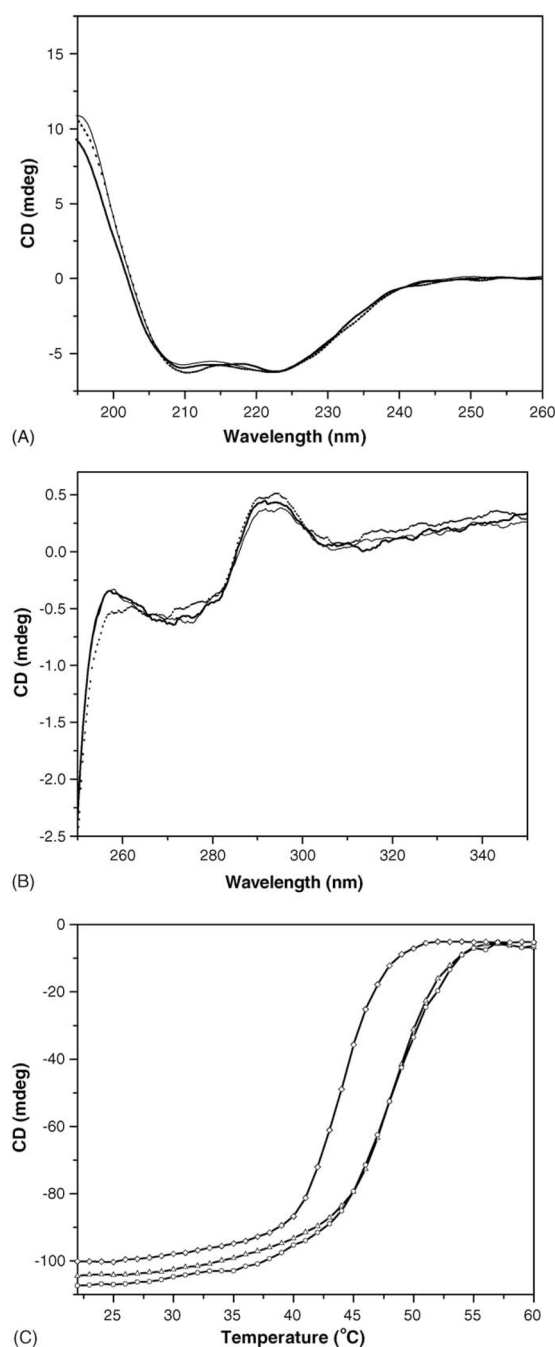 15
10
5
0
-5
CD (mdeg)
200 210 220 230 240 250 260
(A)
Wavelength (nm)
0.5
0.0
-0.5
-1.0
-1.5
-2.0
-2.5
CD (mdeg)
260 280 300 320 340
(B)
Wavelength (nm)
0
-20
-40
-60
-80
-100
CD (mdeg)
25 30 35 40 45 50 55 60
(C)
Temperature (°C)